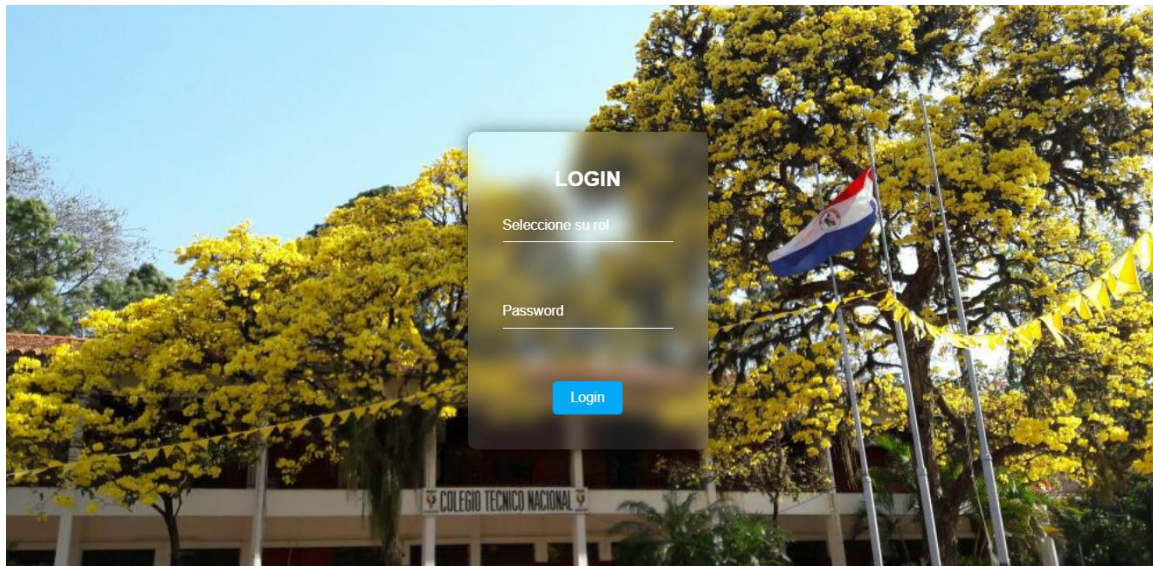 LOGIN
Seleccione su rol
Password
Login
COLEGIO TECNICO NACIONAL